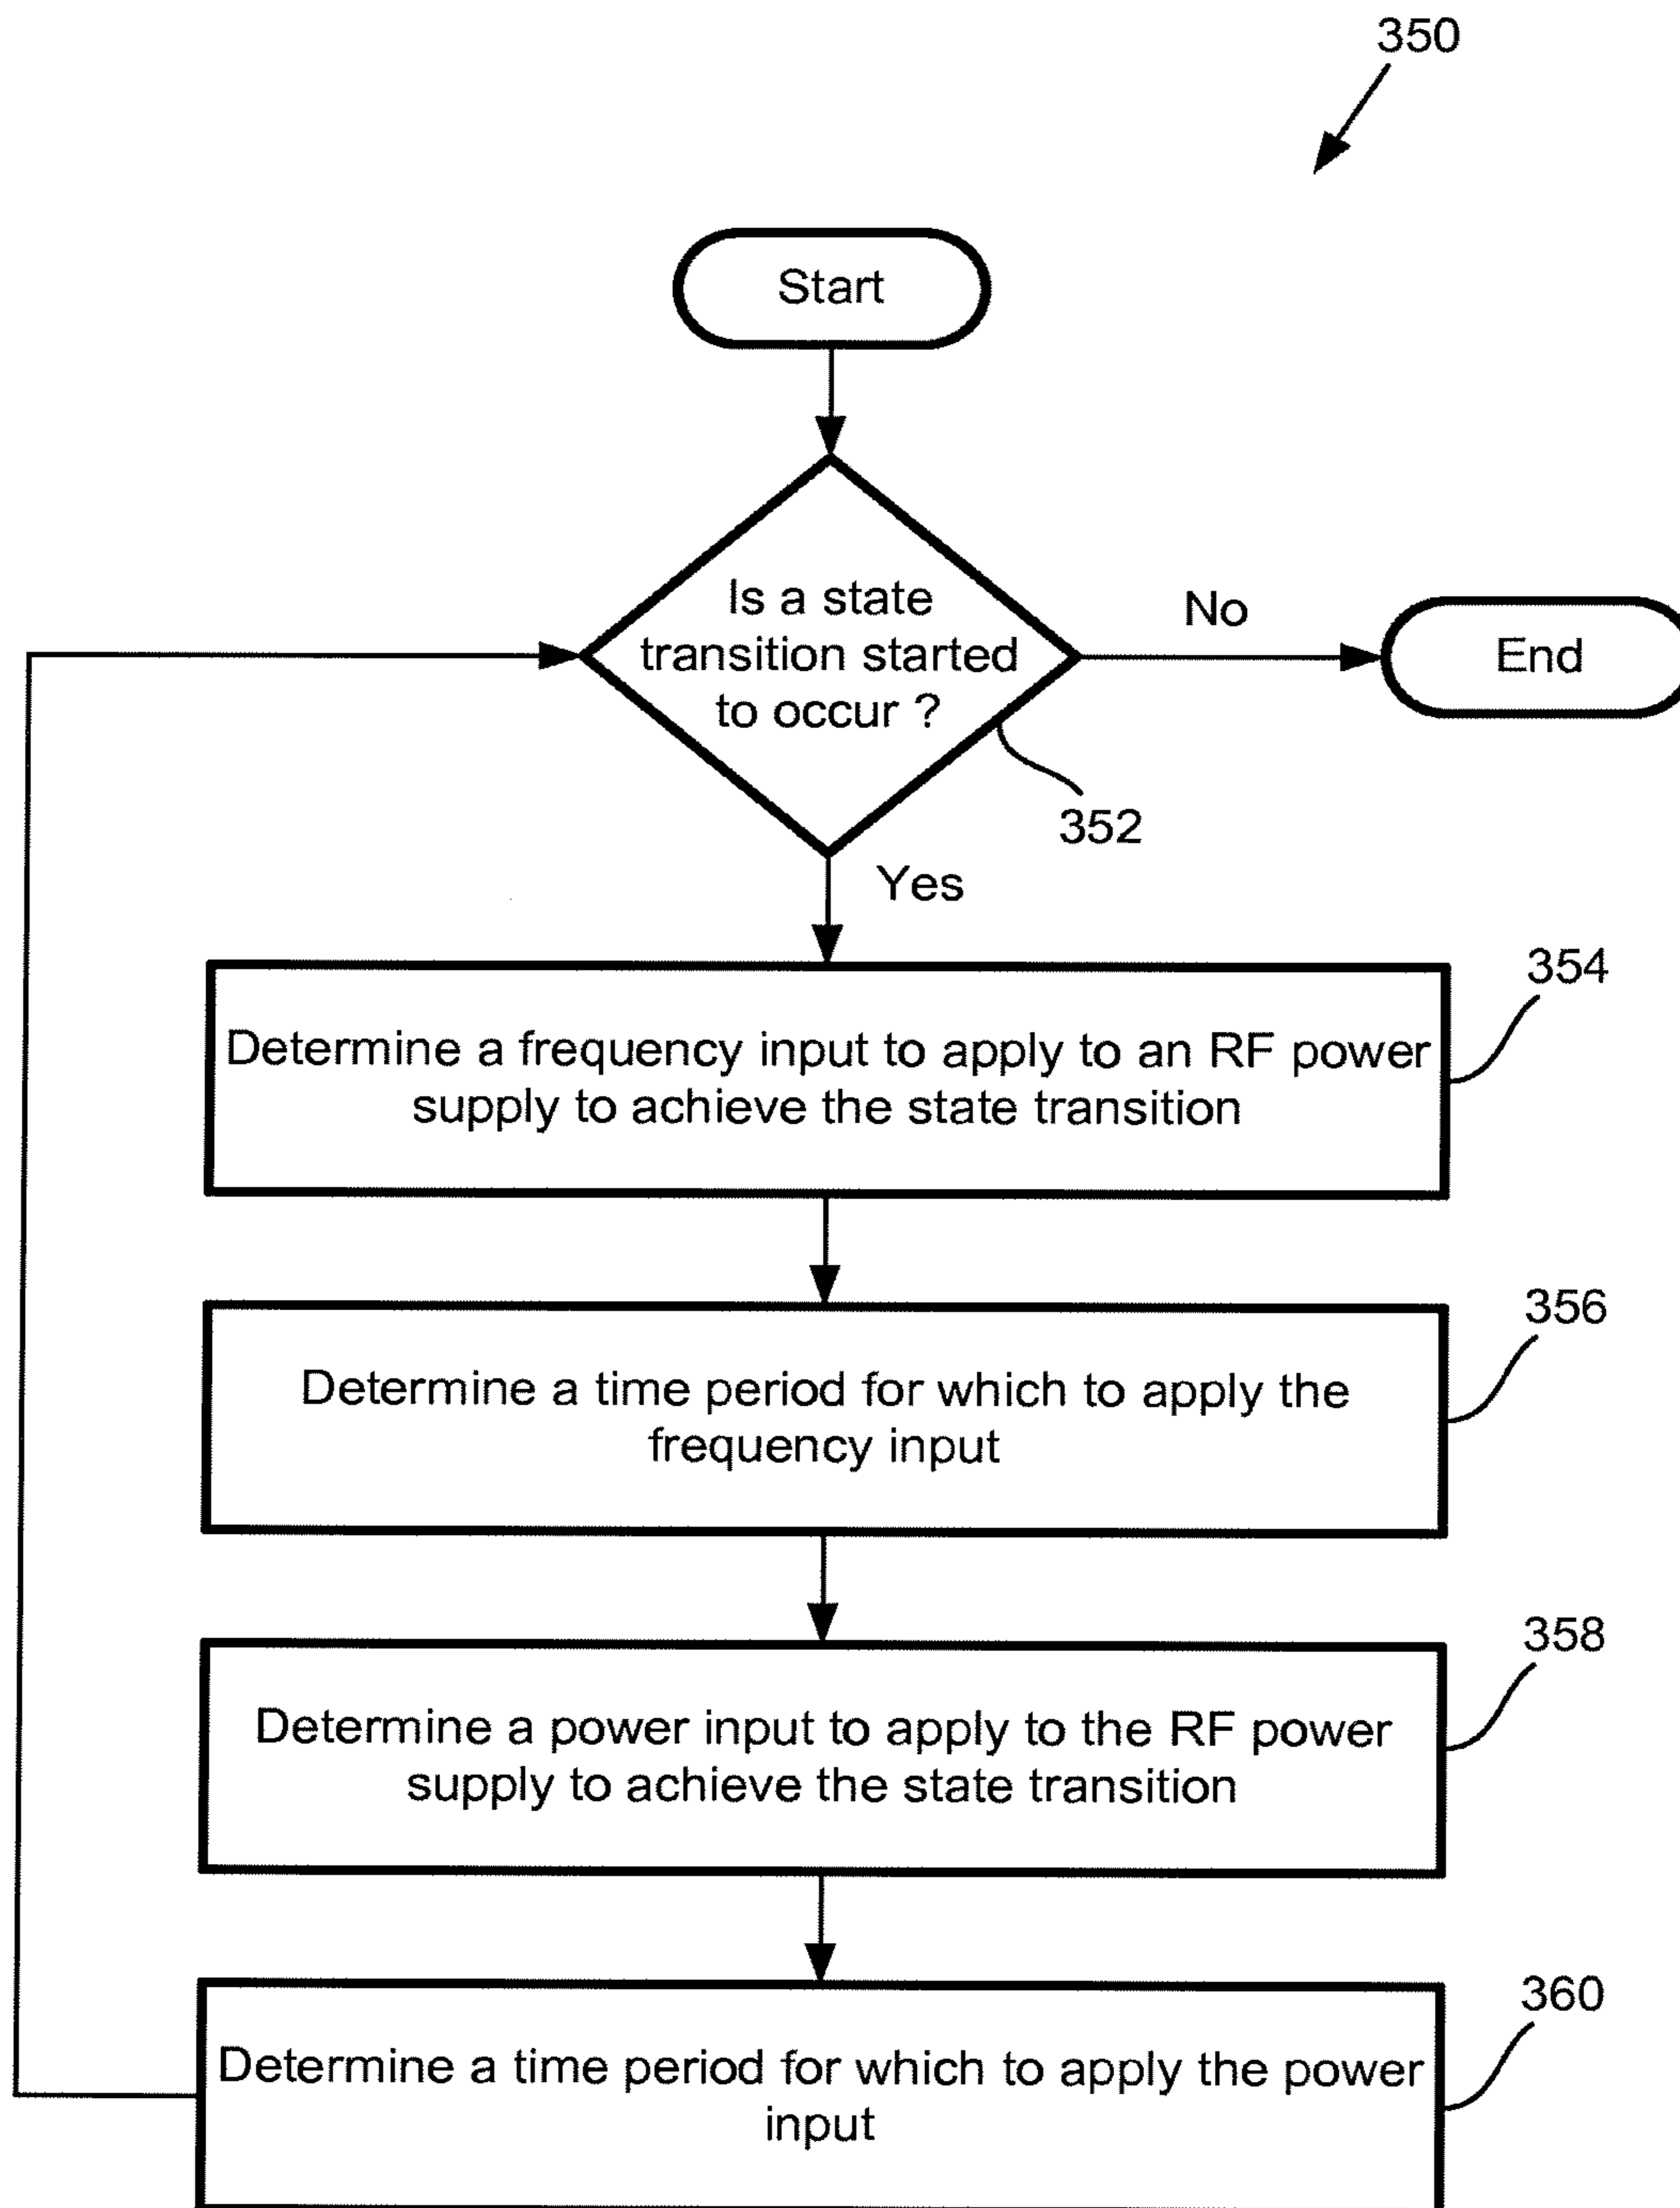 350
Start
Is a state
transition started
to occur ?
No
End
352
Yes
354
Determine a frequency input to apply to an RF power
supply to achieve the state transition
356
Determine a time period for which to apply the
frequency input
358
Determine a power input to apply to the RF power
supply to achieve the state transition
360
Determine a time period for which to apply the power
input